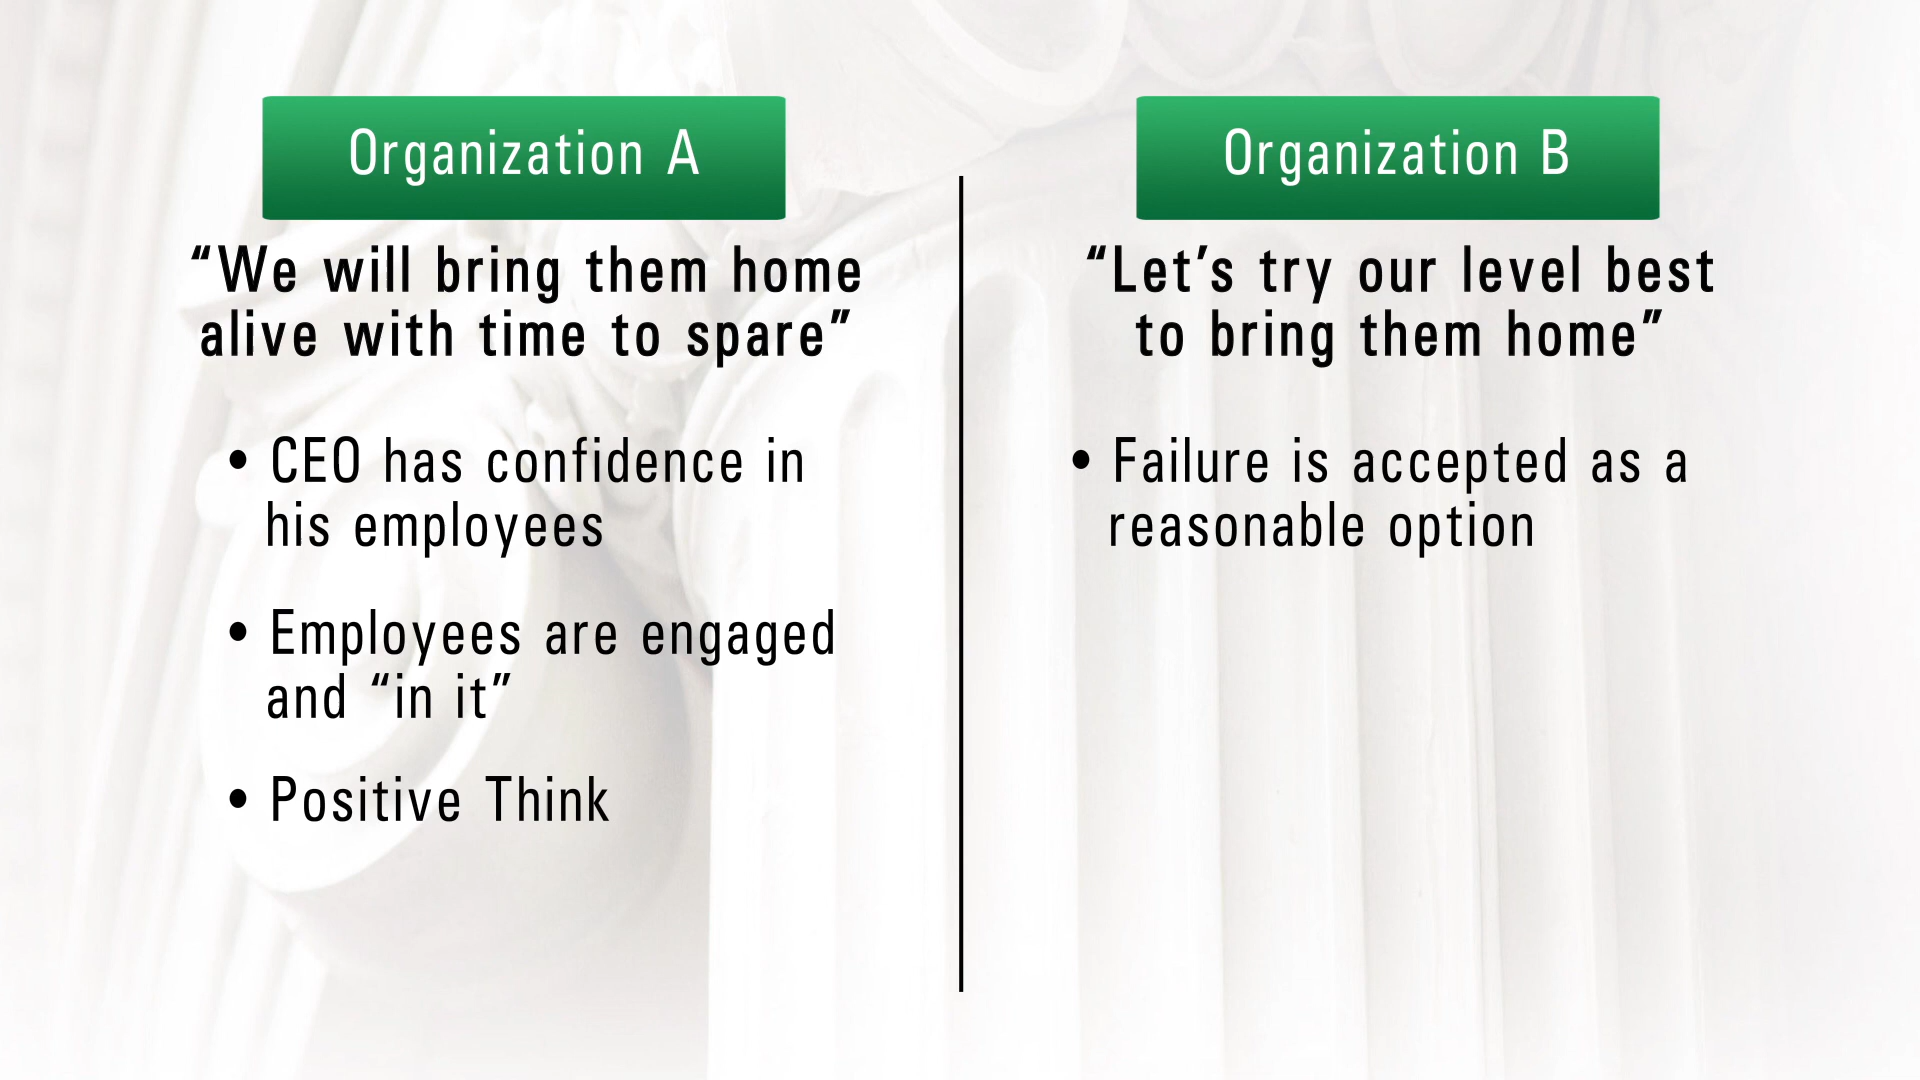 Organization A
“We will bring them home
alive with time to spare”
• CEO has confidence in
his employees
• Employees are engaged
and “in it”
• Positive Think
Organization B
“Let’s try our level best
to bring them home”
• Failure is accepted as a
reasonable option